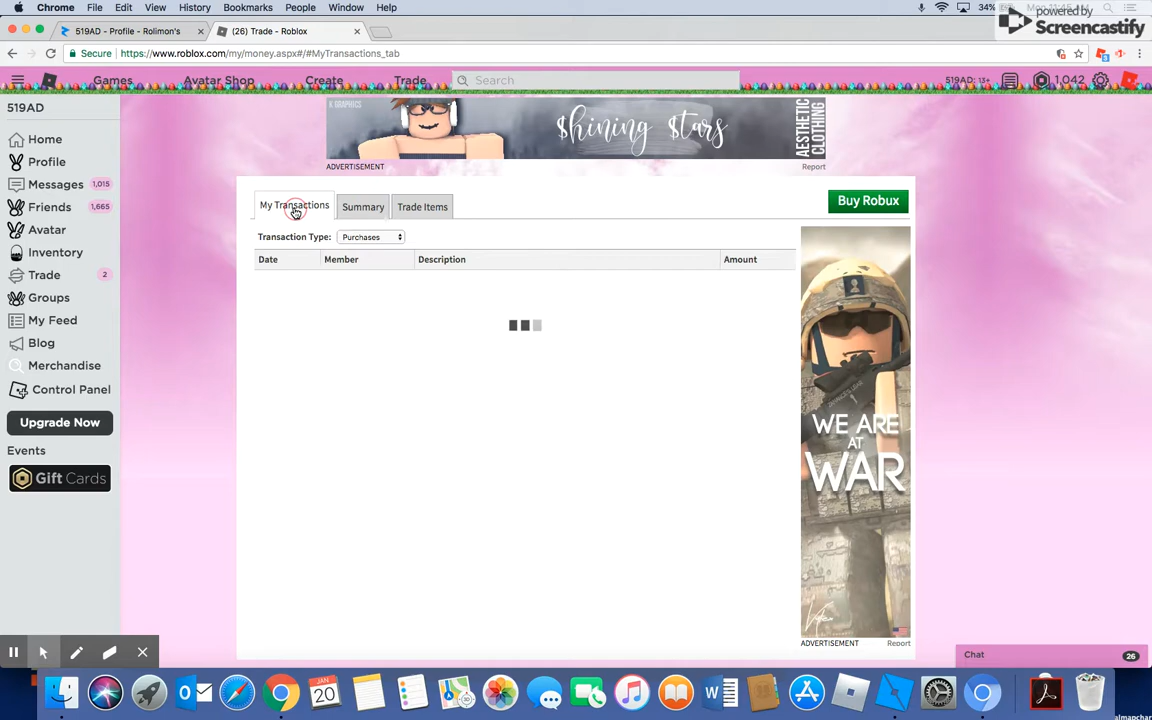 Chrome File Edit View History Bookmarks People Window Help 34%
powered by
Screencastify
519AD - Profile - Rolimon's (26) Trade - Roblox
Secure https://www.roblox.com/my/money.aspx#/#MyTransactions_tab
Games Avatar Shop Create Trade Search 519AD: 13+ 1,042
519AD
Home
Profile
Messages 1,015
Friends 1,665
Avatar
Inventory
Trade 2
Groups
My Feed
Blog
Merchandise
Control Panel
Upgrade Now
Events
Gift Cards
K GRAPHICS
$hining $tars
AESTHETIC
CLOTHING
ADVERTISEMENT Report
My Transactions Summary Trade Items Buy Robux
Transaction Type: Purchases
Date Member Description Amount
WE ARE
AT
WAR
ADVERTISEMENT Report
Chat 26
JAN
20